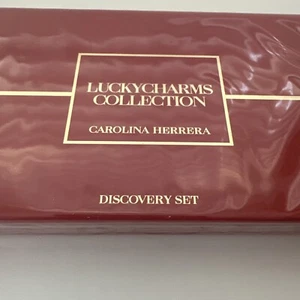 LUCKYCHARMS
COLLECTION
CAROLINA HERRERA
DISCOVERY SET